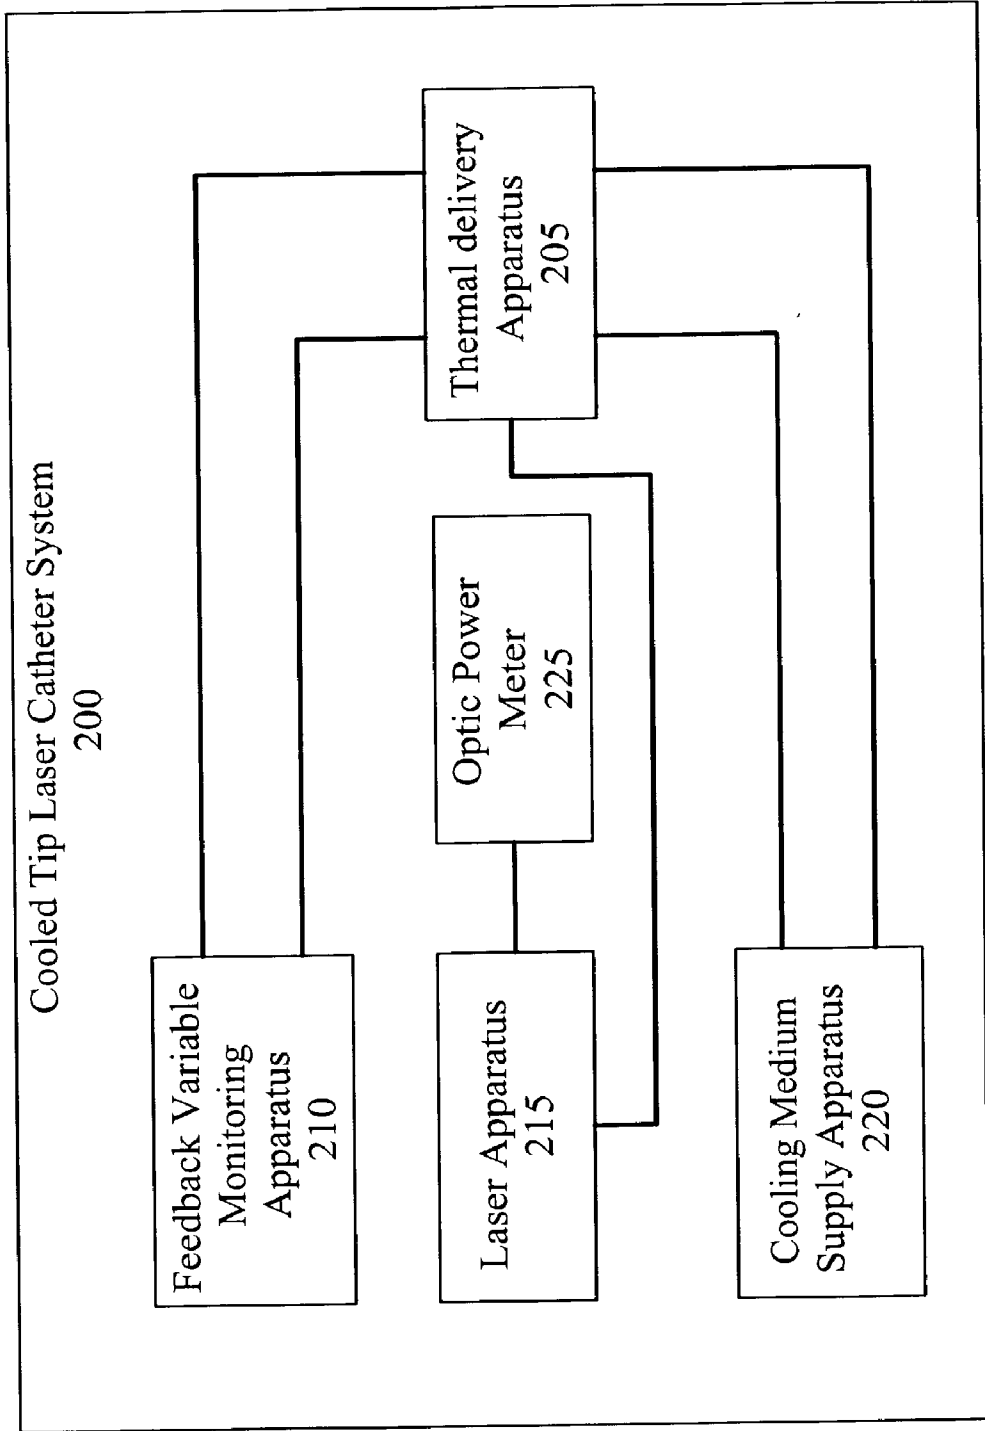 Cooled Tip Laser Catheter System
200
Feedback Variable
Monitoring
Apparatus
210
Laser Apparatus
215
Optic Power
Meter
225
Thermal delivery
Apparatus
205
Cooling Medium
Supply Apparatus
220